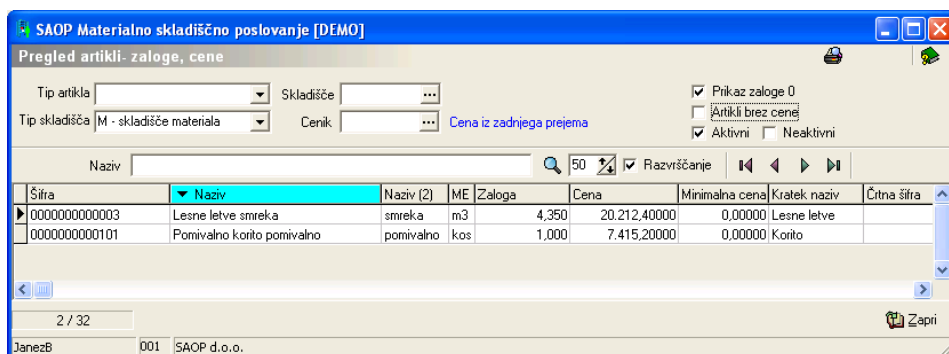 SAOP Materialno skladiščno poslovanje [DEMO]
Pregled artikli- zaloge, cene
Tip artikla Skladišče ... Prikaz zaloge 0
Artikli brez cene
Tip skladišča M - skladišče materiala Cenik ... Cena iz zadnjega prejema
Aktivni Neaktivni
Naziv 50 Razvrščanje
Šifra Naziv Naziv (2) ME Zaloga Cena Minimalna cena Kratek naziv Črtna šifra
0000000000003 Lesne letve smreka smreka m3 4,350 20.212,40000 0,00000 Lesne letve
0000000000101 Pomivalno korito pomivalno pomivalno kos 1,000 7.415,20000 0,00000 Korito
2 / 32 Zapri
JanezB 001 SAOP d.o.o.